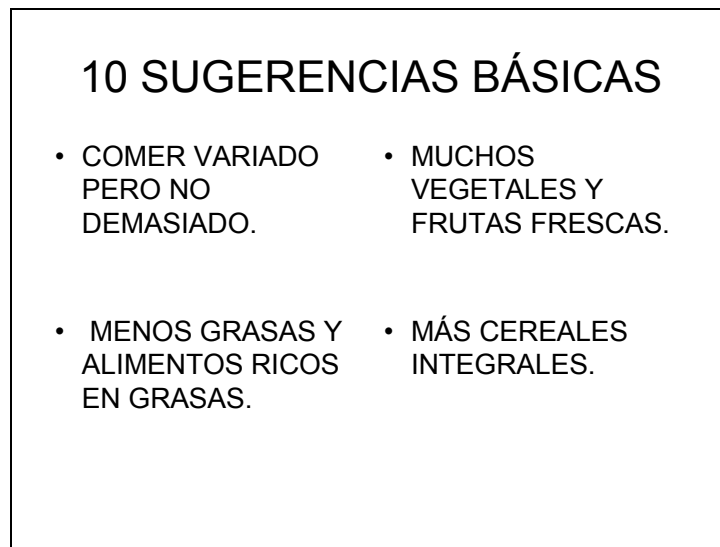 10 SUGERENCIAS BÁSICAS
• COMER VARIADO
PERO NO
DEMASIADO.
• MENOS GRASAS Y
ALIMENTOS RICOS
EN GRASAS.
• MUCHOS
VEGETALES Y
FRUTAS FRESCAS.
• MÁS CEREALES
INTEGRALES.